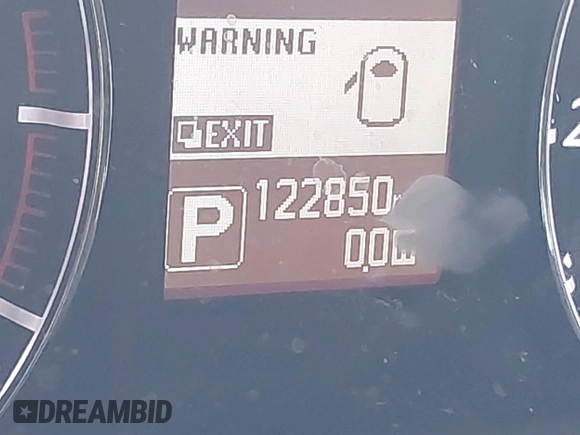 WARNING
EXIT
P
122850
0.0
DREAMBID